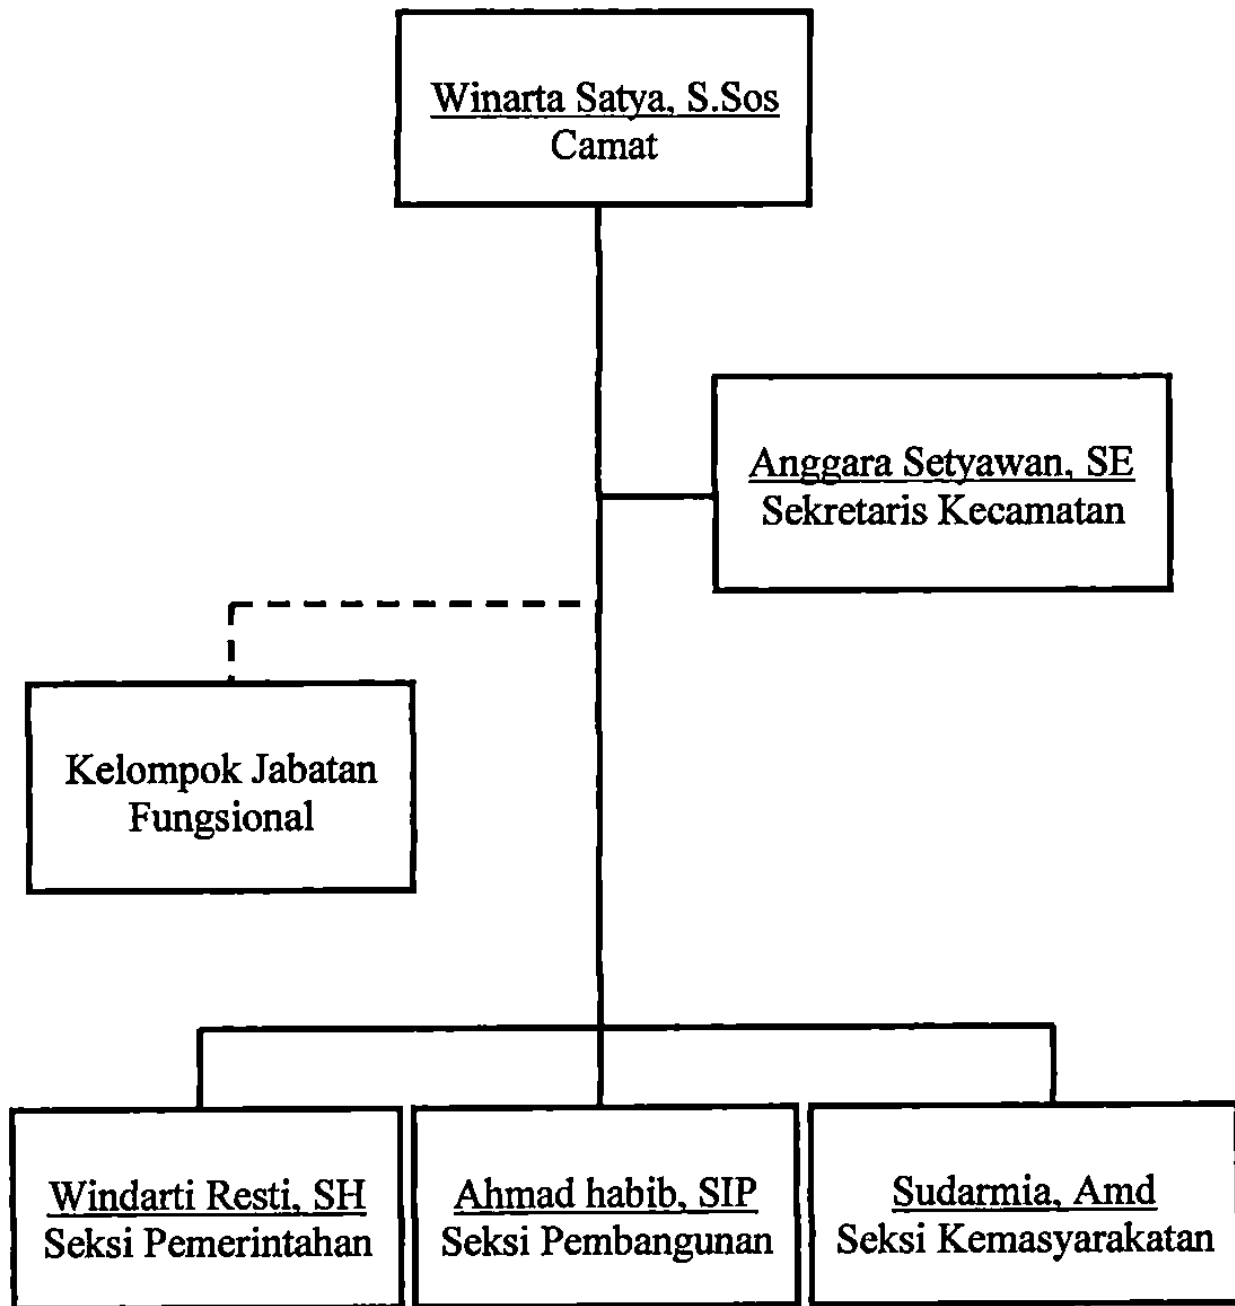 Winarta Satya, S.Sos
Camat
Anggara Setyawan, SE
Sekretaris Kecamatan
Kelompok Jabatan
Fungsional
Windarti Resti, SH
Seksi Pemerintahan
Ahmad habib, SIP
Seksi Pembangunan
Sudarmia, Amd
Seksi Kemasyarakatan